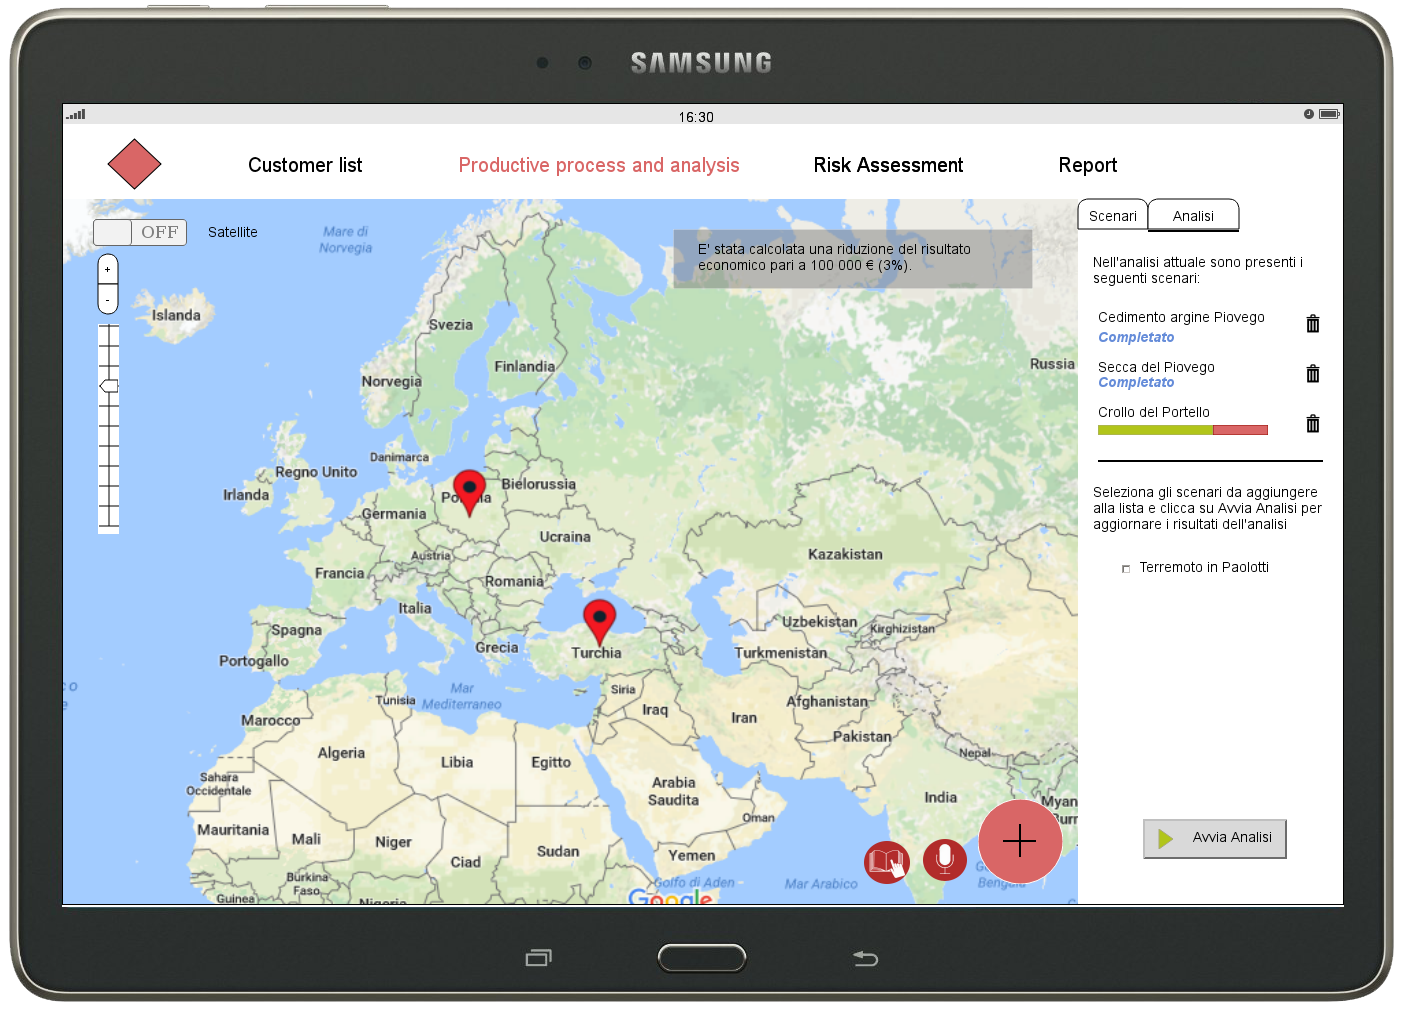 SAMSUNG
16:30
Customer list
Productive process and analysis
Risk Assessment
Report
OFF
Satellite
+
-
E' stata calcolata una riduzione del risultato
economico pari a 100 000 € (3%).
Mare di
Norvegia
Islanda
Svezia
Finlandia
Norvegia
Russia
Danimarca
Regno Unito
Irlanda
Bielorussia
Germania
Ucraina
Austria
Kazakistan
Francia
Romania
Italia
Spagna
Uzbekistan
Kirghizistan
Portogallo
Grecia
Turchia
Turkmenistan
Mar
Mediterraneo
Tunisia
Siria
Iraq
Iran
Afghanistan
Marocco
Pakistan
Algeria
Libia
Egitto
Nepal
Sahara
Occidentale
Arabia
Saudita
India
Oman
Myan
Burn
Mauritania
Mali
Niger
Ciad
Sudan
Yemen
Burkina
Faso
Golfo di Aden
Mar Arabico
Guinea
Nigeria
Google
Scenari
Analisi
Nell'analisi attuale sono presenti i
seguenti scenari:
Cedimento argine Piovego
Completato
Secca del Piovego
Completato
Crollo del Portello
Seleziona gli scenari da aggiungere
alla lista e clicca su Avvia Analisi per
aggiornare i risultati dell'analisi
Terremoto in Paolotti
Avvia Analisi